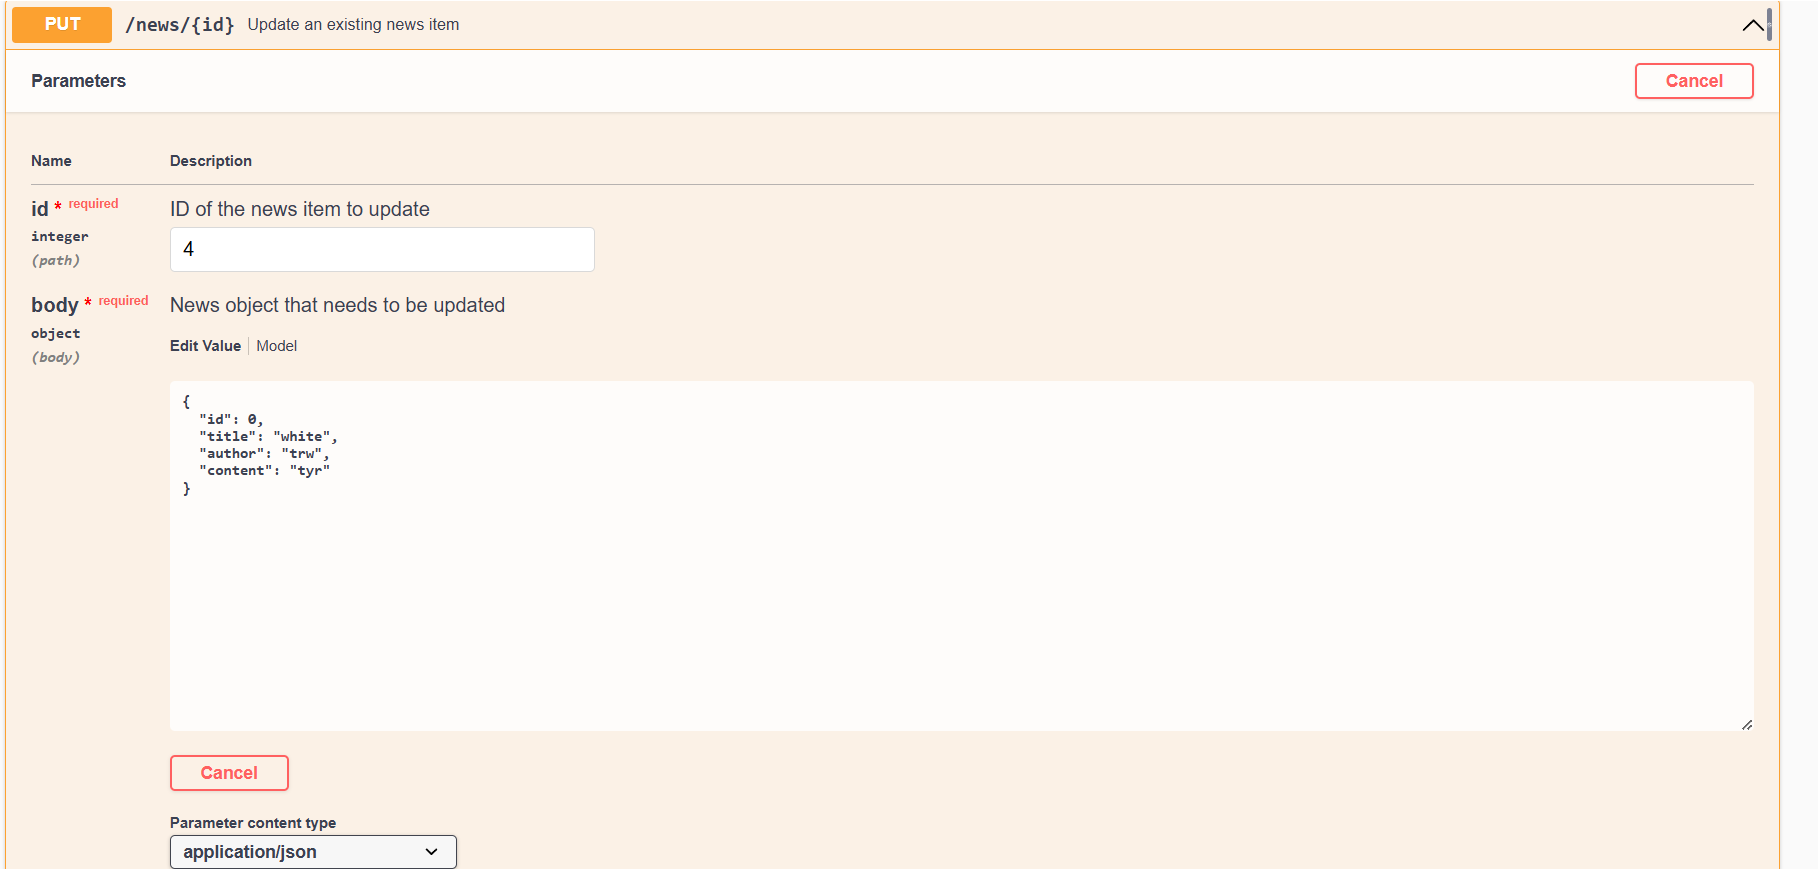 PUT /news/{id} Update an existing news item
Parameters
Cancel
Name Description
id * required
ID of the news item to update
integer
(path)
4
body * required
News object that needs to be updated
object
(body)
Edit Value Model
{
  "id": 0,
  "title": "white",
  "author": "trw",
  "content": "tyr"
}
Cancel
Parameter content type
application/json